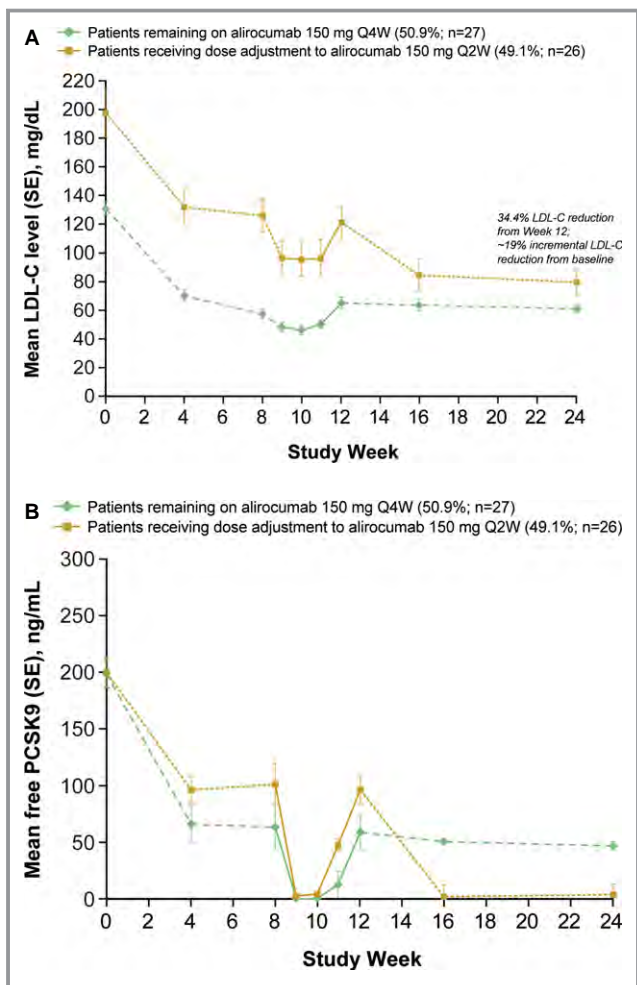 A
Patients remaining on alirocumab 150 mg Q4W (50.9%; n=27)
Patients receiving dose adjustment to alirocumab 150 mg Q2W (49.1%; n=26)
Mean LDL-C level (SE), mg/dL
220
200
180
160
140
120
100
80
60
40
20
0
34.4% LDL-C reduction
from Week 12;
~19% incremental LDL-C
reduction from baseline
0 2 4 6 8 10 12 14 16 18 20 22 24
Study Week
B
Patients remaining on alirocumab 150 mg Q4W (50.9%; n=27)
Patients receiving dose adjustment to alirocumab 150 mg Q2W (49.1%; n=26)
Mean free PCSK9 (SE), ng/mL
300
250
200
150
100
50
0
0 2 4 6 8 10 12 14 16 18 20 22 24
Study Week